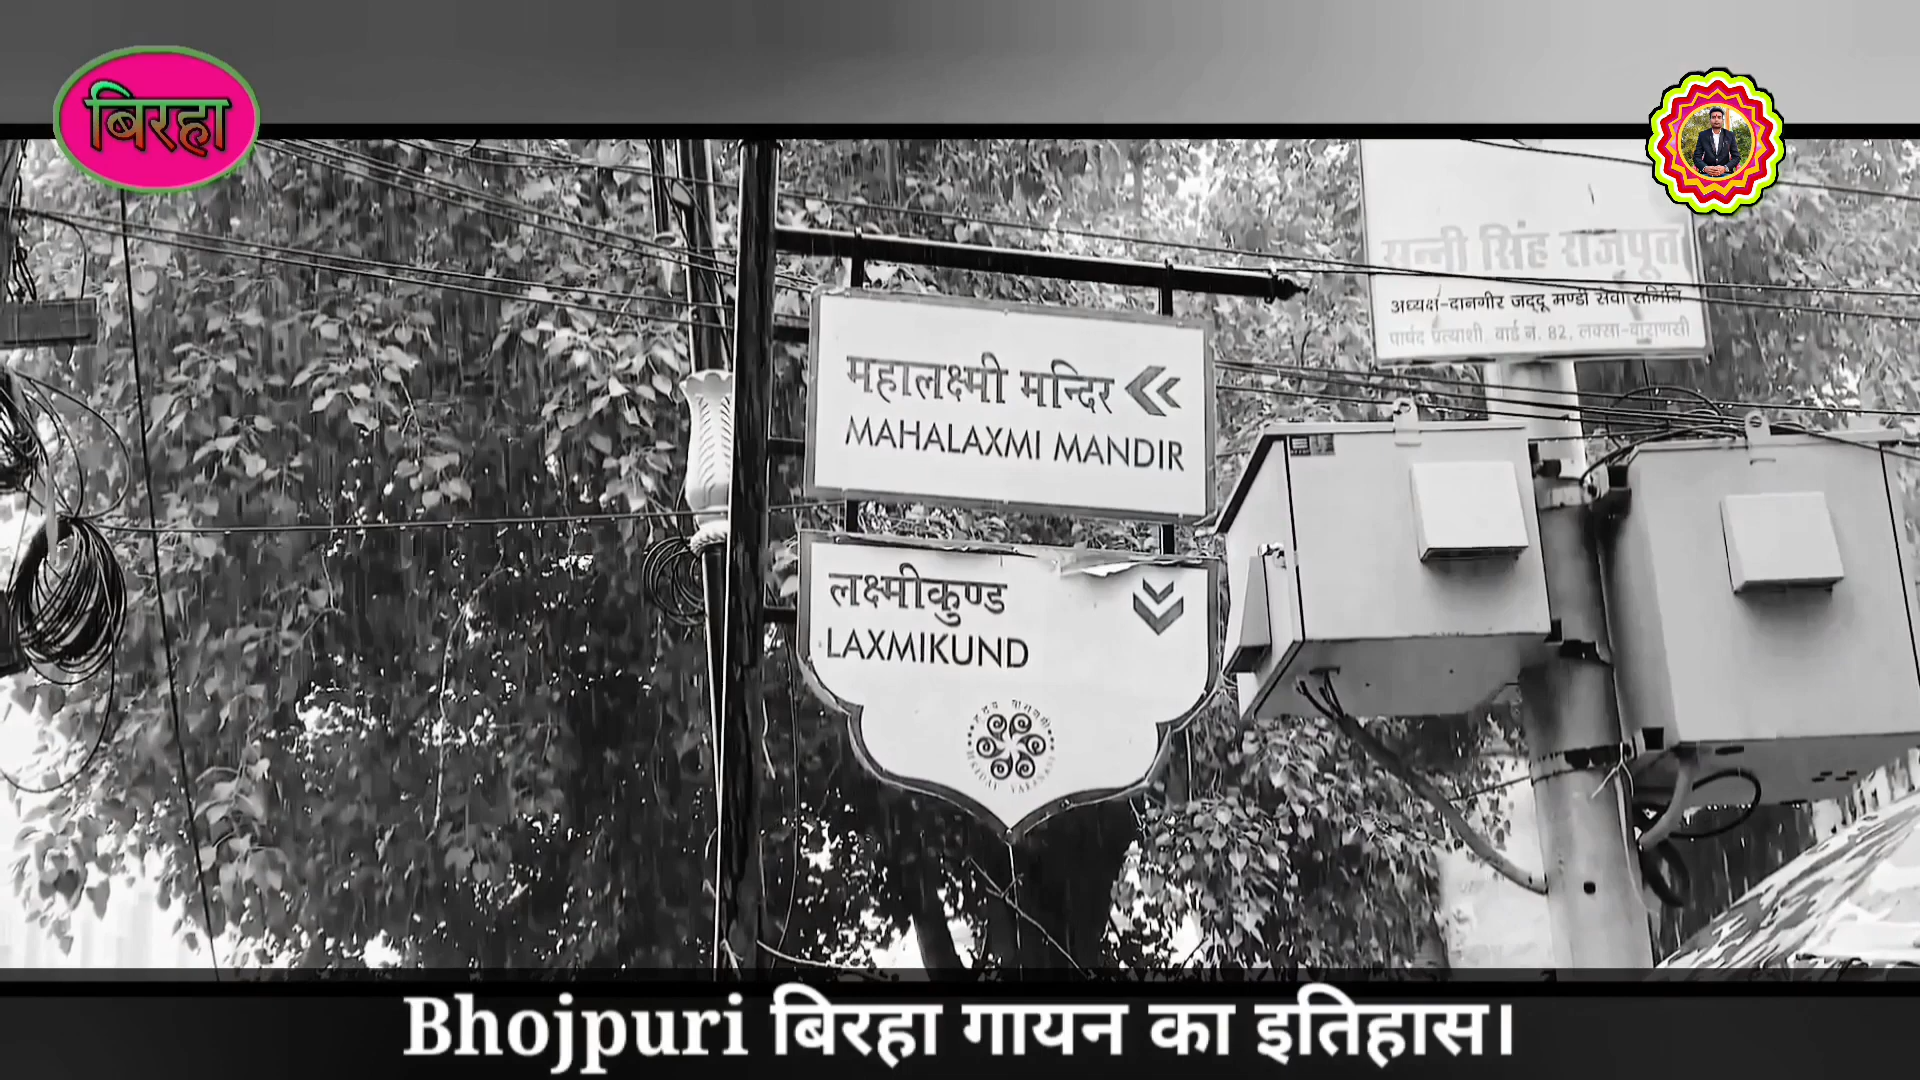 बिरहा
सिंह राजपूत
अध्यक्ष-दानगीर जद्दू मण्डी सेवा समिति
पार्षद प्रत्याशी, वार्ड नं. 82, लक्सा-वाराणसी
महालक्ष्मी मन्दिर
MAHALAXMI MANDIR
लक्ष्मीकुण्ड
LAXMIKUND
Bhojpuri बिरहा गायन का इतिहास।